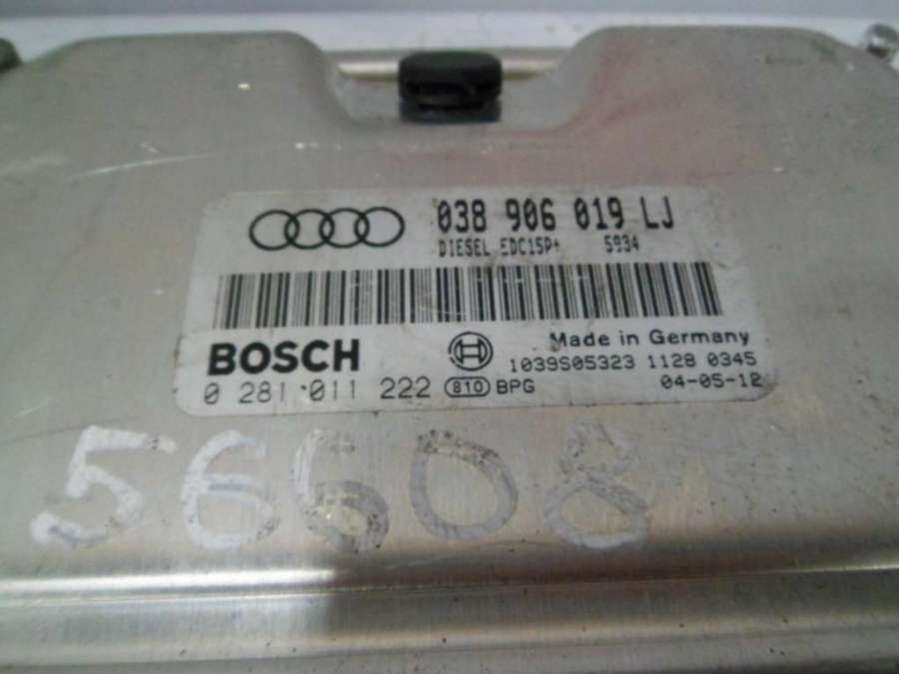 038 906 019 LJ
DIESEL EDC15P+ 5934
BOSCH
Made in Germany
1039S05323 1128 0345
0 281 011 222 810 BPG 04-05-12
56608